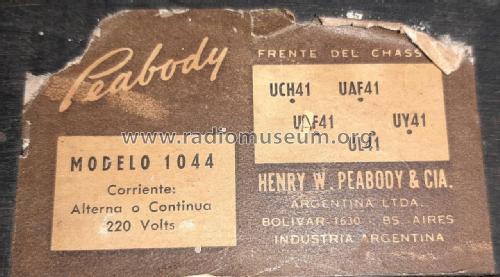 Peabody
MODELO 1044
Corriente:
Alterna o Continua
220 Volts
FRENTE DEL CHASS
UCH41 UAF41
UAF41 UY41
UL41
HENRY W. PEABODY & CIA.
ARGENTINA LTDA.
BOLIVAR-1630 - BS. AIRES
INDUSTRIA ARGENTINA
www.radiomuseum.org